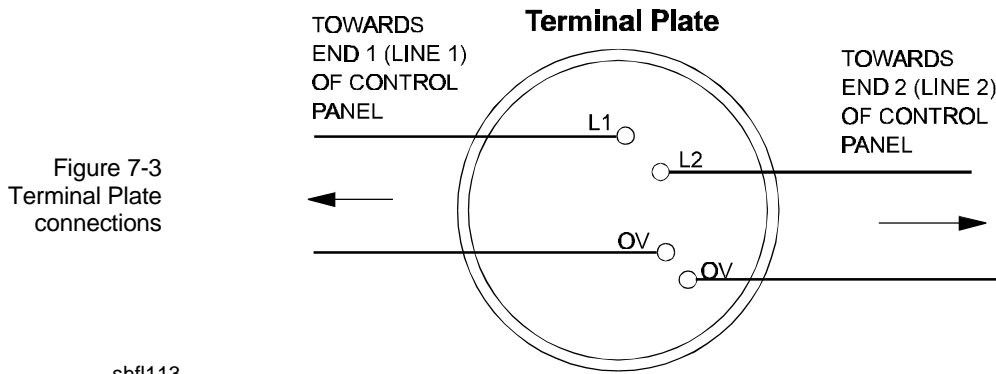 Terminal Plate
TOWARDS
END 1 (LINE 1)
OF CONTROL
PANEL
TOWARDS
END 2 (LINE 2)
OF CONTROL
PANEL
L1
L2
OV
OV
Figure 7-3
Terminal Plate
connections